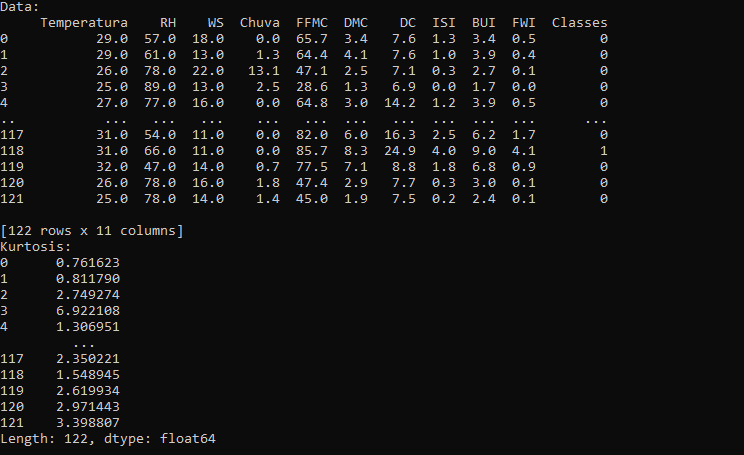 Data:
     Temperatura    RH    WS  Chuva  FFMC  DMC    DC  ISI  BUI  FWI  Classes
0           29.0  57.0  18.0    0.0  65.7  3.4   7.6  1.3  3.4  0.5        0
1           29.0  61.0  13.0    1.3  64.4  4.1   7.6  1.0  3.9  0.4        0
2           26.0  78.0  22.0   13.1  47.1  2.5   7.1  0.3  2.7  0.1        0
3           25.0  89.0  13.0    2.5  28.6  1.3   6.9  0.0  1.7  0.0        0
4           27.0  77.0  16.0    0.0  64.8  3.0  14.2  1.2  3.9  0.5        0
..           ...   ...   ...    ...   ...  ...   ...  ...  ...  ...      ...
117         31.0  54.0  11.0    0.0  82.0  6.0  16.3  2.5  6.2  1.7        0
118         31.0  66.0  11.0    0.0  85.7  8.3  24.9  4.0  9.0  4.1        1
119         32.0  47.0  14.0    0.7  77.5  7.1   8.8  1.8  6.8  0.9        0
120         26.0  78.0  16.0    1.8  47.4  2.9   7.7  0.3  3.0  0.1        0
121         25.0  78.0  14.0    1.4  45.0  1.9   7.5  0.2  2.4  0.1        0
[122 rows x 11 columns]
Kurtosis:
0      0.761623
1      0.811790
2      2.749274
3      6.922108
4      1.306951
         ...
117    2.350221
118    1.548945
119    2.619934
120    2.971443
121    3.398807
Length: 122, dtype: float64